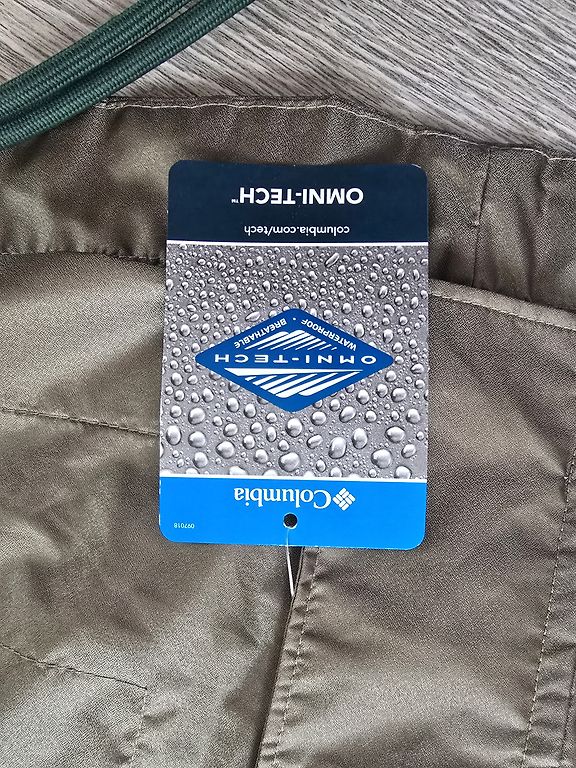 Columbia
097018
WATERPROOF • BREATHABLE
OMNI-TECH
columbia.com/tech
OMNI-TECH™